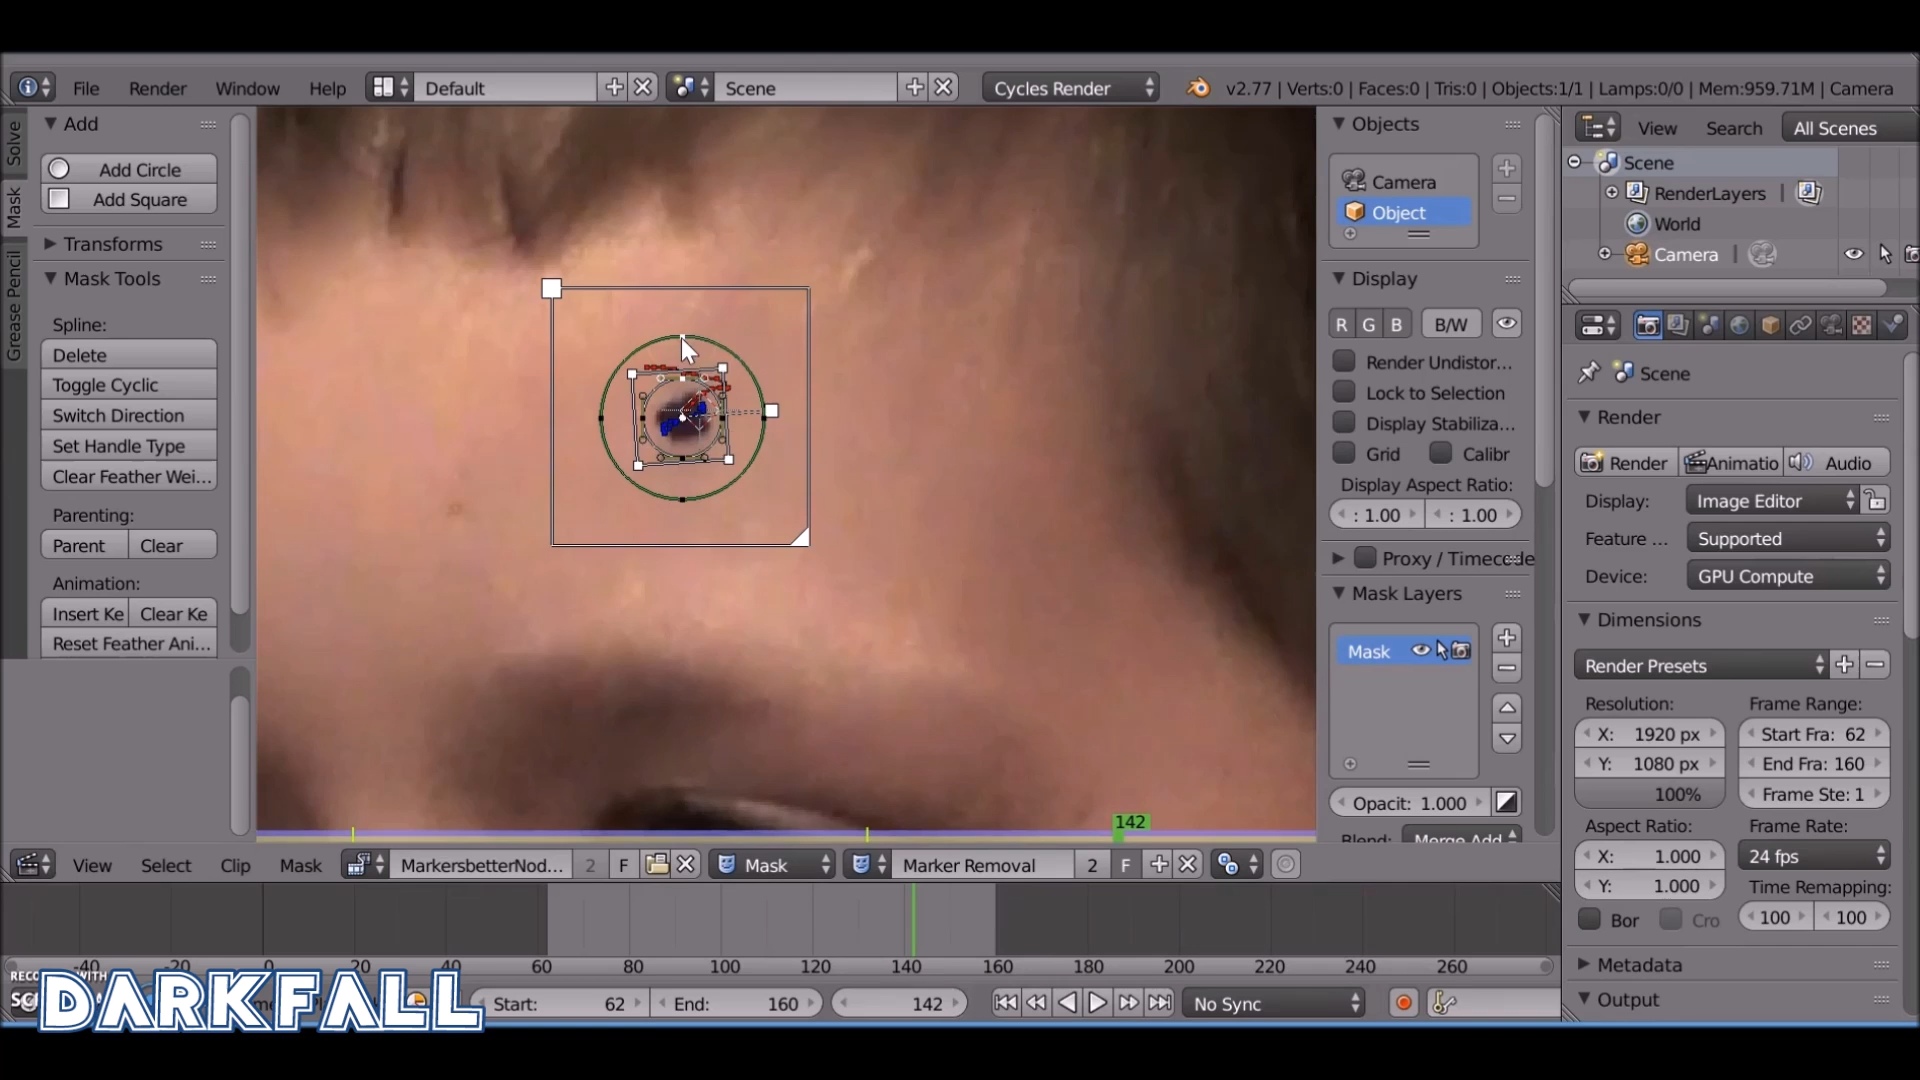 File Render Window Help Default Scene Cycles Render v2.77 | Verts:0 | Faces:0 | Tris:0 | Objects:1/1 | Lamps:0/0 | Mem:959.71M | Camera
Solve
Mask
Grease Pencil
Add
Add Circle
Add Square
Transforms
Mask Tools
Spline:
Delete
Toggle Cyclic
Switch Direction
Set Handle Type
Clear Feather Wei...
Parenting:
Parent Clear
Animation:
Insert Ke Clear Ke
Reset Feather Ani...
Objects
Camera
Object
Display
R G B B/W
Render Undistor...
Lock to Selection
Display Stabiliza...
Grid Calibr
Display Aspect Ratio:
: 1.00 : 1.00
Proxy / Timecode
Mask Layers
Mask
Opacit: 1.000
Blend: Merge Add
View Search All Scenes
Scene
RenderLayers
World
Camera
Scene
Render
Render Animatio Audio
Display: Image Editor
Feature ... Supported
Device: GPU Compute
Dimensions
Render Presets
Resolution: Frame Range:
X: 1920 px Start Fra: 62
Y: 1080 px End Fra: 160
100% Frame Ste: 1
Aspect Ratio: Frame Rate:
X: 1.000 24 fps
Y: 1.000 Time Remapping:
Bor Cro 100 100
Metadata
Output
142
View Select Clip Mask MarkersbetterNod... 2 F Mask Marker Removal 2 F
-40 -20 0 20 40 60 80 100 120 140 160 180 200 220 240 260
DARKFALL
Start: 62 End: 160 142 No Sync